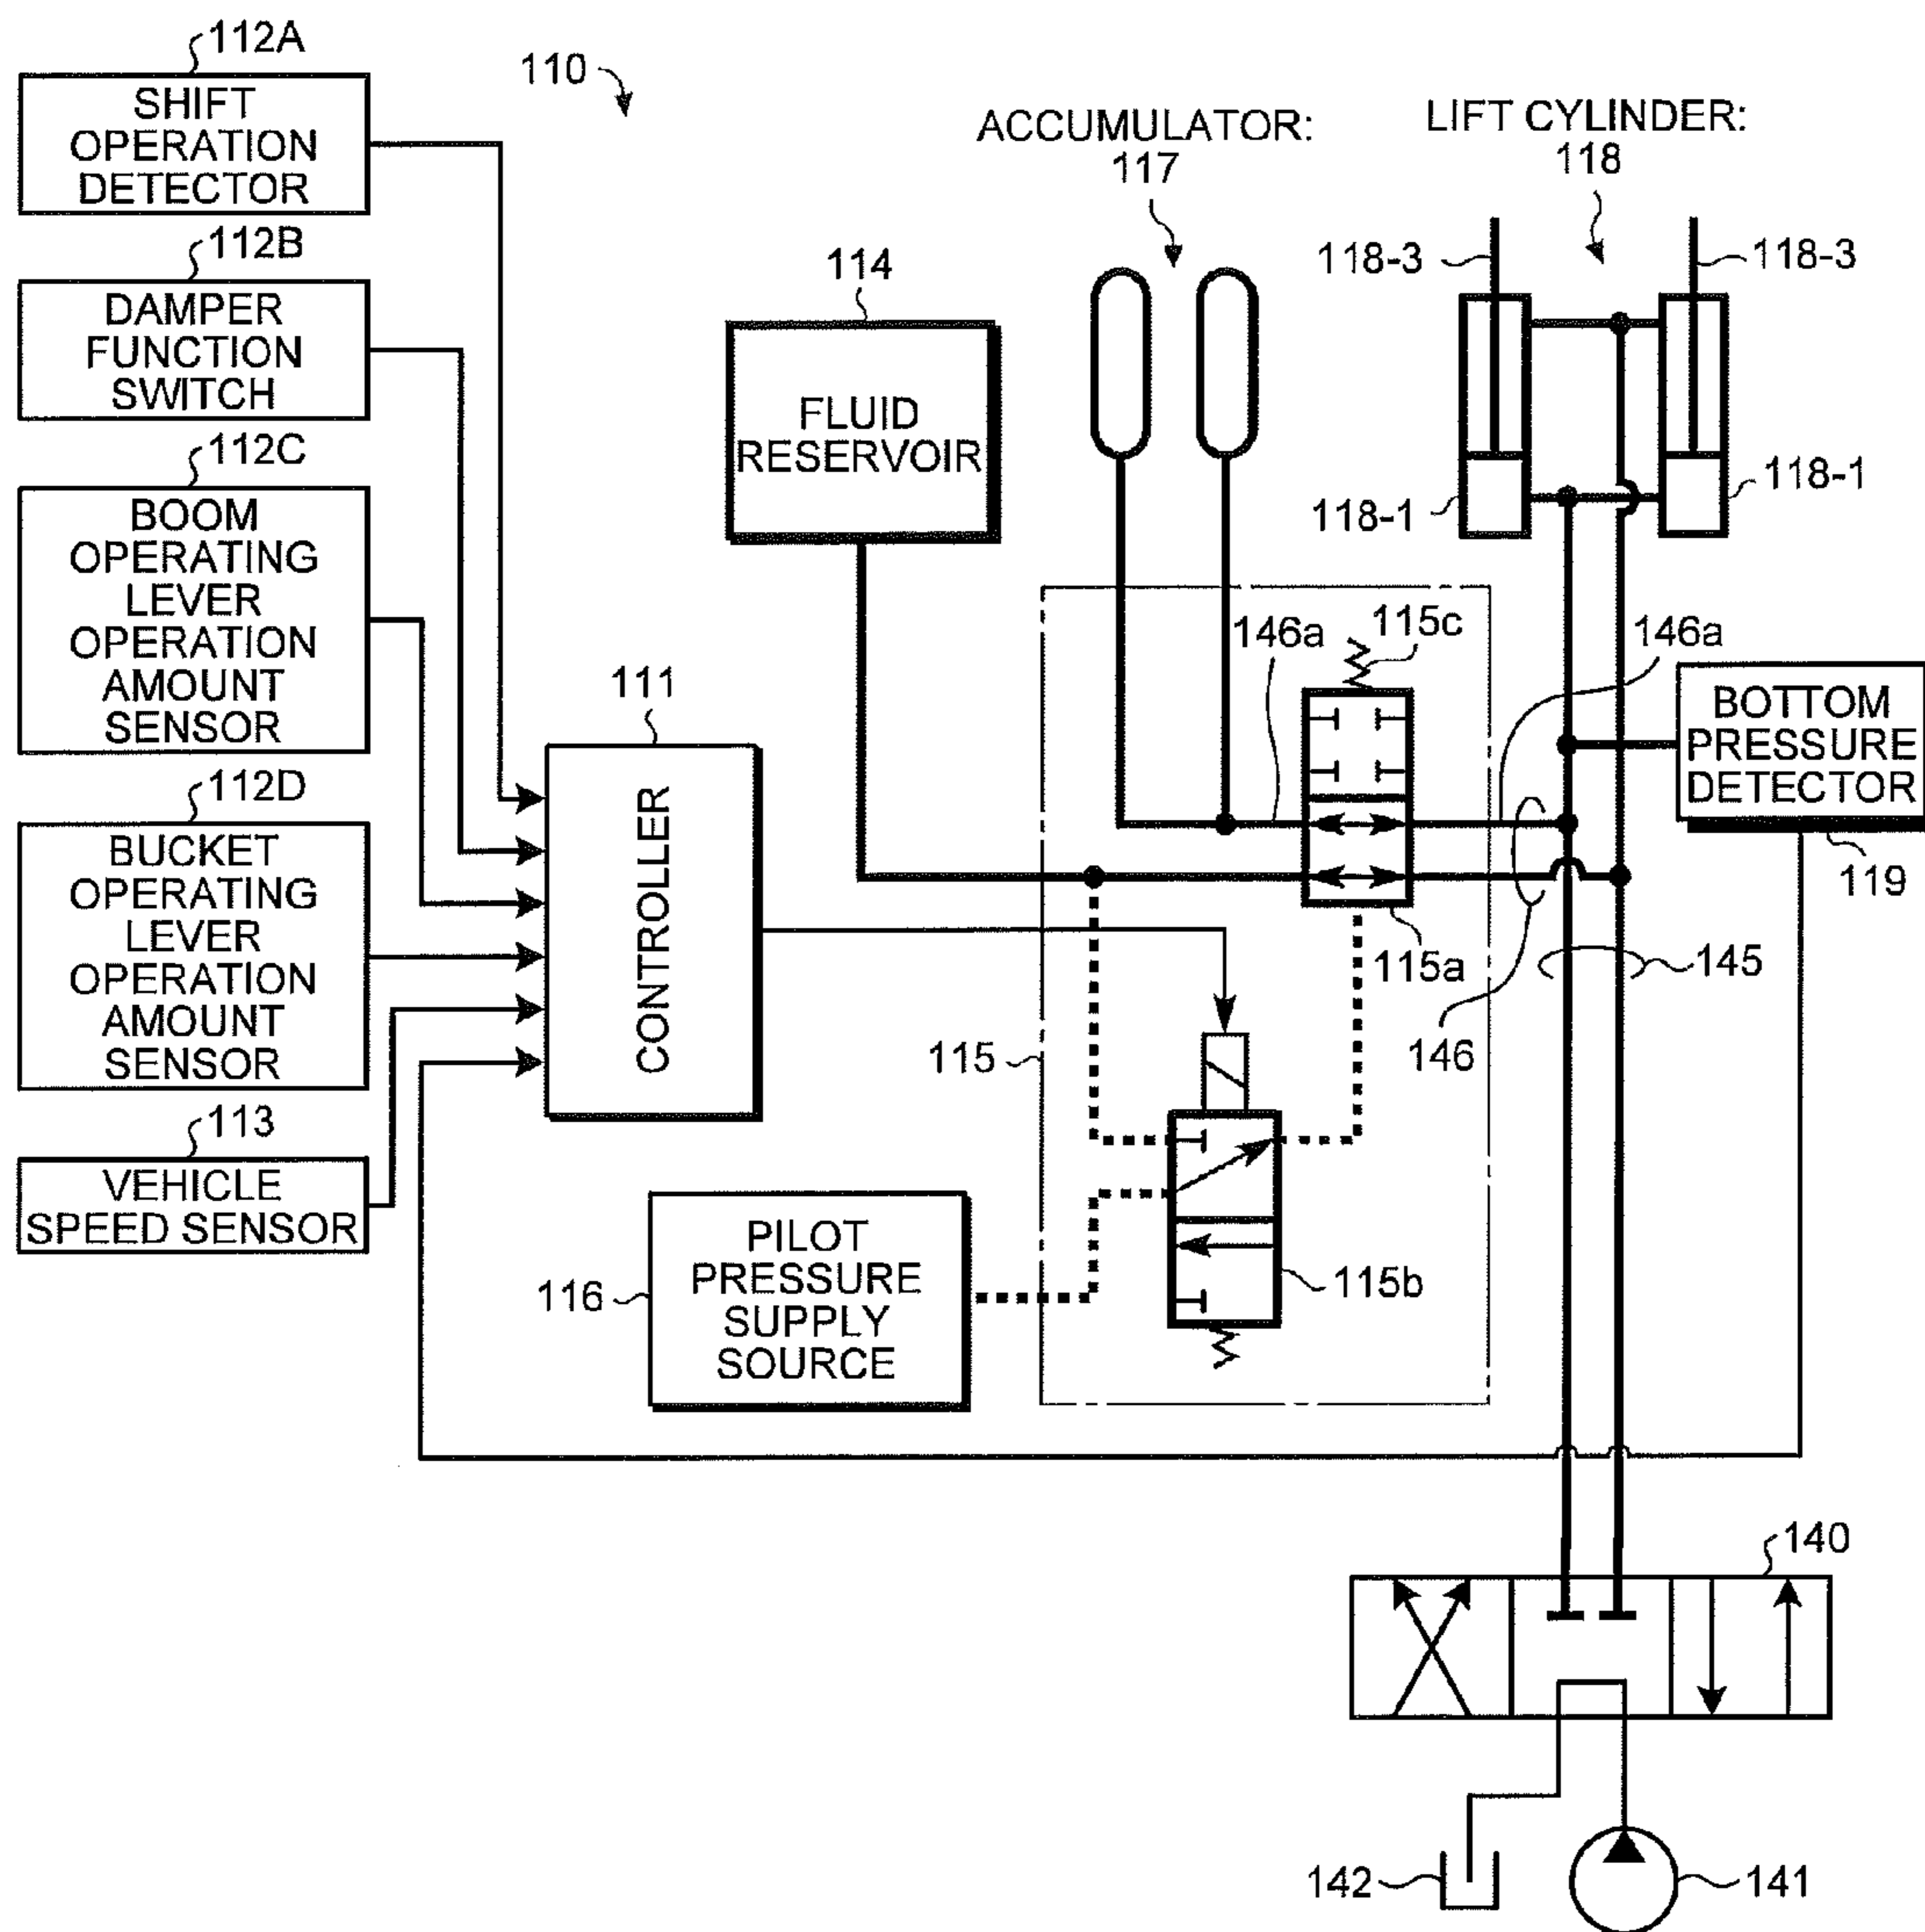 112A
SHIFT
OPERATION
DETECTOR
112B
DAMPER
FUNCTION
SWITCH
112C
BOOM
OPERATING
LEVER
OPERATION
AMOUNT
SENSOR
112D
BUCKET
OPERATING
LEVER
OPERATION
AMOUNT
SENSOR
113
VEHICLE
SPEED SENSOR
110
111
CONTROLLER
114
FLUID
RESERVOIR
ACCUMULATOR:
117
LIFT CYLINDER:
118
118-3
118-3
118-1
118-1
146a
115c
146a
BOTTOM
PRESSURE
DETECTOR
119
115a
145
146
115
115b
116
PILOT
PRESSURE
SUPPLY
SOURCE
140
142
141